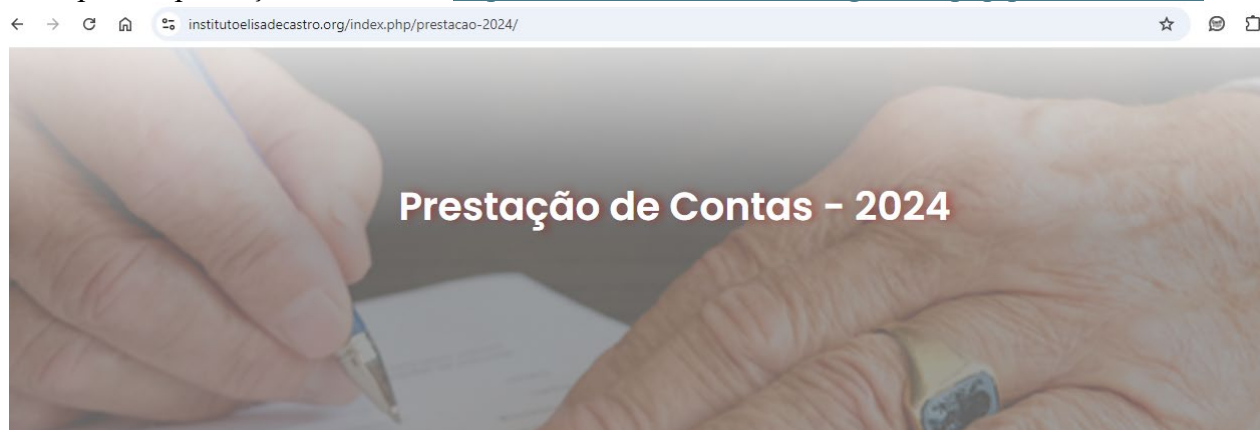 institutoelisadecastro.org/index.php/prestacao-2024/
Prestação de Contas - 2024